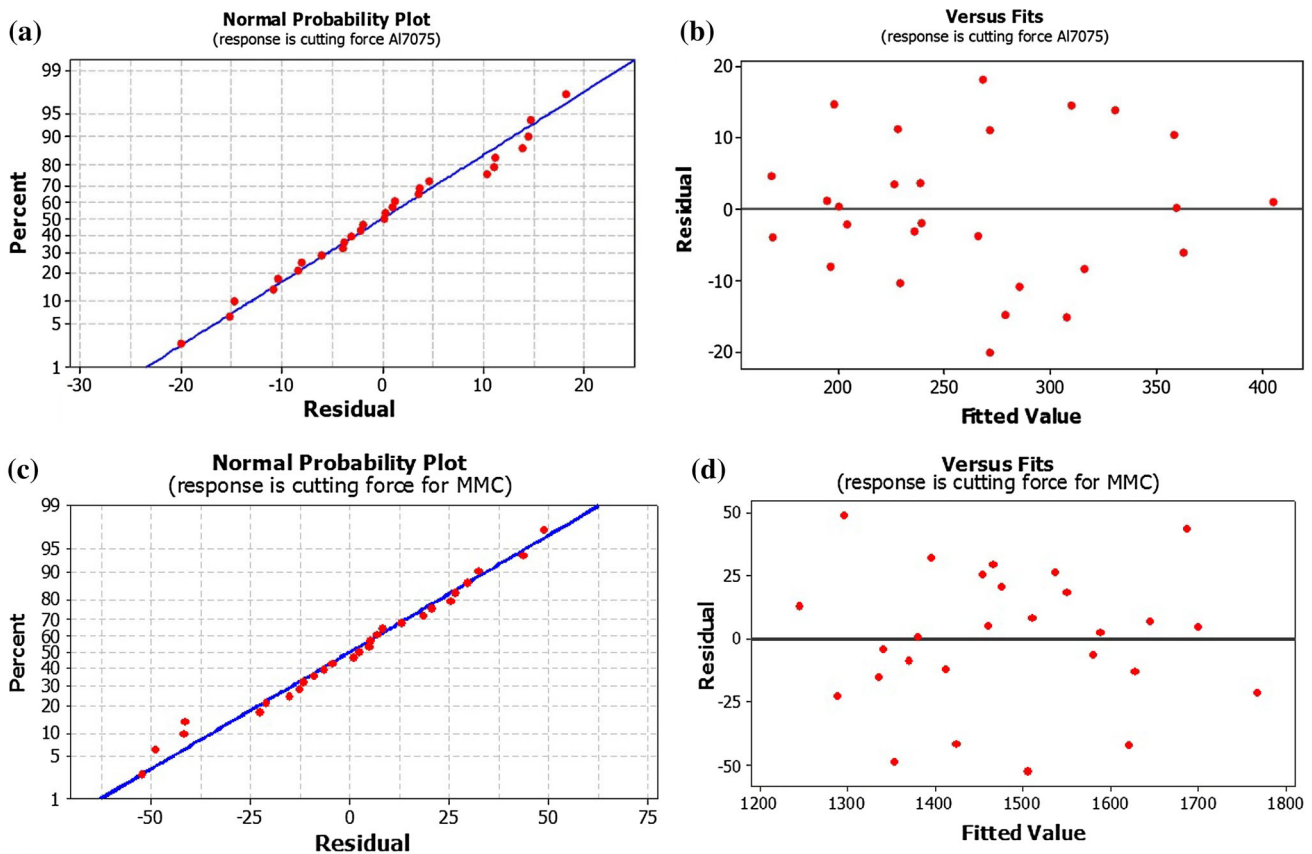 (a)
Normal Probability Plot
(response is cutting force Al7075)
99
95
90
80
70
60
50
40
30
20
10
5
1
Percent
-30 -20 -10 0 10 20
Residual
(b)
Versus Fits
(response is cutting force Al7075)
20
10
0
-10
-20
Residual
200 250 300 350 400
Fitted Value
(c)
Normal Probability Plot
(response is cutting force for MMC)
99
95
90
80
70
60
50
40
30
20
10
5
1
Percent
-50 -25 0 25 50 75
Residual
(d)
Versus Fits
(response is cutting force for MMC)
50
25
0
-25
-50
Residual
1200 1300 1400 1500 1600 1700 1800
Fitted Value